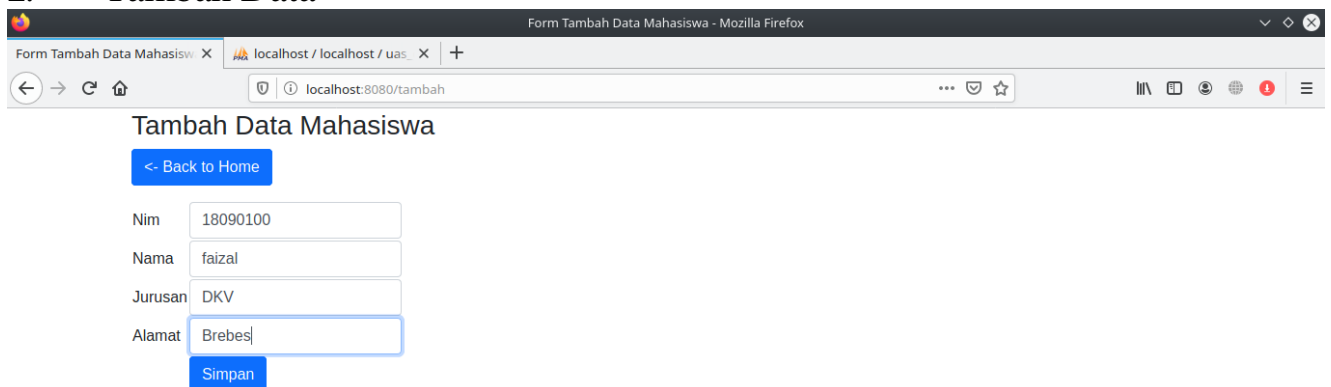 Form Tambah Data Mahasiswa - Mozilla Firefox
Form Tambah Data Mahasisw
localhost / localhost / uas_
localhost:8080/tambah
Tambah Data Mahasiswa
<- Back to Home
Nim 18090100
Nama faizal
Jurusan DKV
Alamat Brebes
Simpan